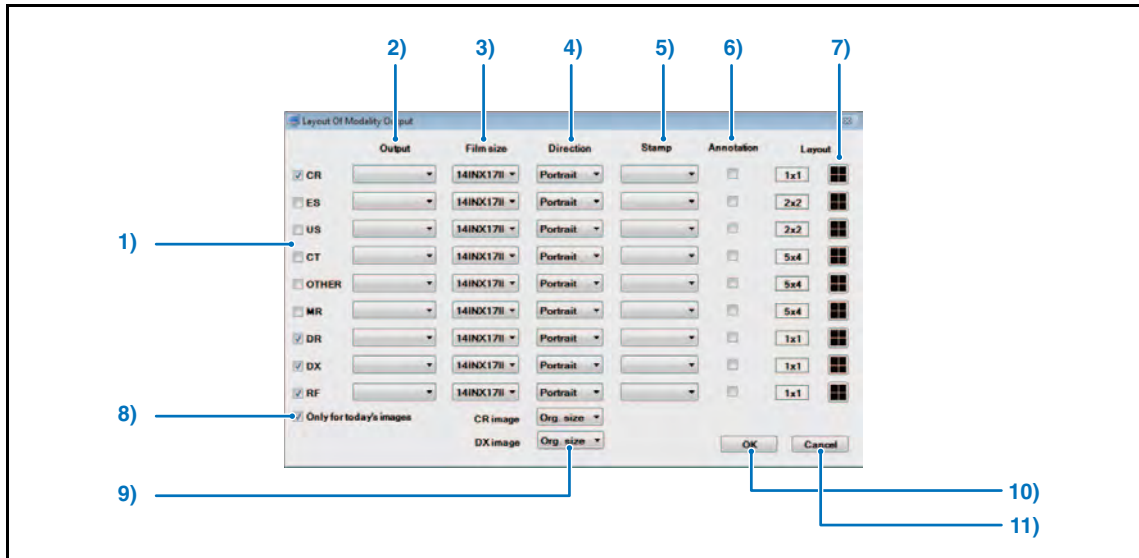 2) 3) 4) 5) 6) 7)
Layout Of Modality Output
Output Film size Direction Stamp Annotation Layout
CR 14INX17II Portrait 1x1
ES 14INX17II Portrait 2x2
US 14INX17II Portrait 2x2
1)
CT 14INX17II Portrait 5x4
OTHER 14INX17II Portrait 5x4
MR 14INX17II Portrait 5x4
DR 14INX17II Portrait 1x1
DX 14INX17II Portrait 1x1
RF 14INX17II Portrait 1x1
8)
Only for today's images CR image Org. size
DX image Org. size OK Cancel
9) 10)
11)